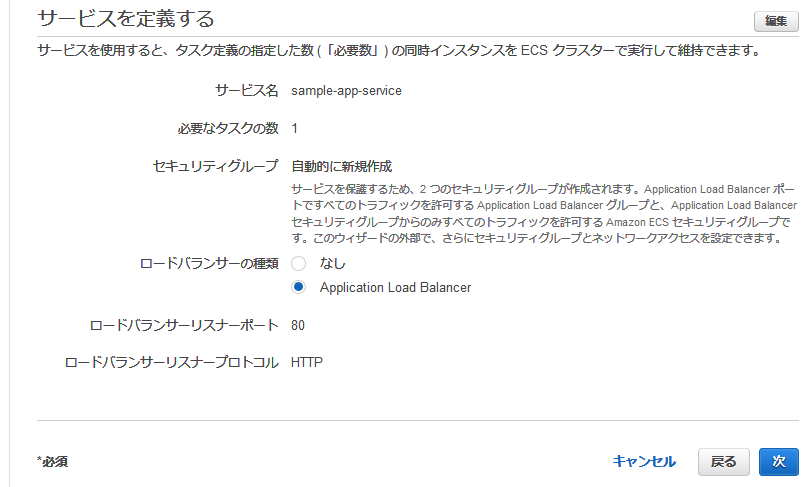 サービスを定義する
編集
サービスを使用すると、タスク定義の指定した数 (「必要数」) の同時インスタンスを ECS クラスターで実行して維持できます。
サービス名 sample-app-service
必要なタスクの数 1
セキュリティグループ 自動的に新規作成
サービスを保護するため、2 つのセキュリティグループが作成されます。Application Load Balancer ポー
トですべてのトラフィックを許可する Application Load Balancer グループと、Application Load Balancer
セキュリティグループからのみすべてのトラフィックを許可する Amazon ECS セキュリティグループで
す。このウィザードの外部で、さらにセキュリティグループとネットワークアクセスを設定できます。
ロードバランサーの種類 なし
Application Load Balancer
ロードバランサーリスナーポート 80
ロードバランサーリスナープロトコル HTTP
*必須
キャンセル 戻る 次